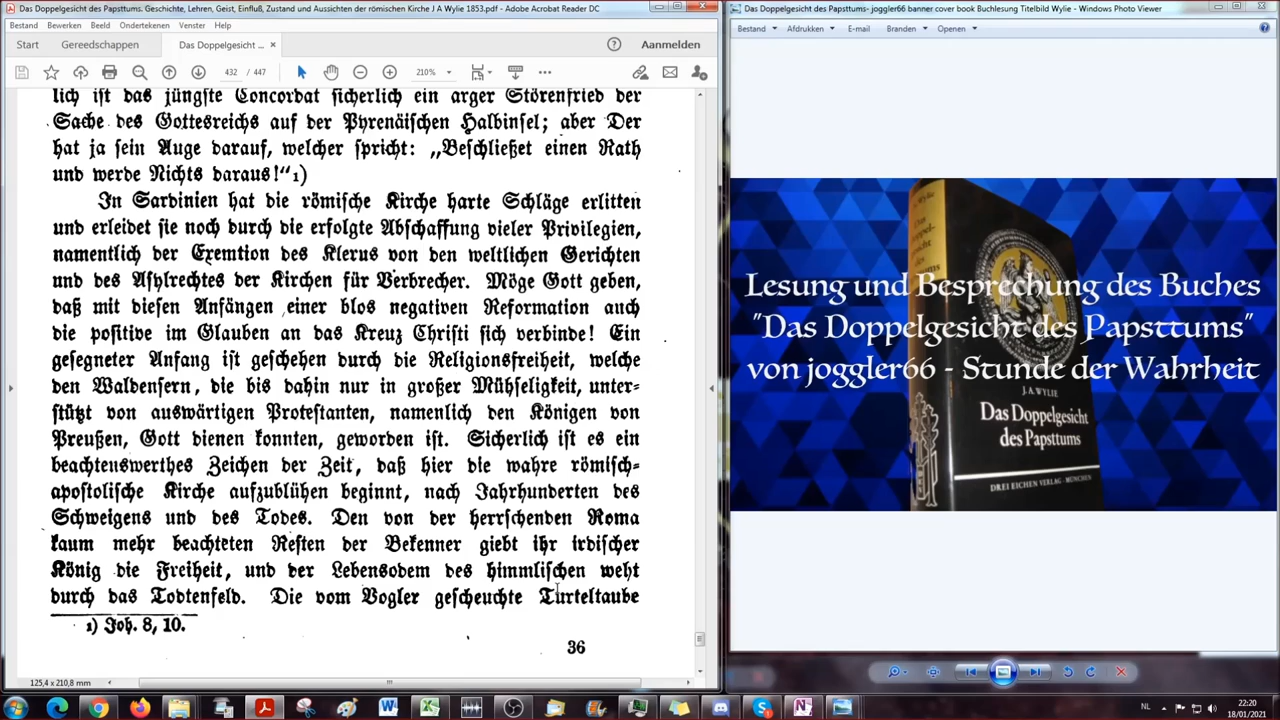 Das Doppelgesicht des Papsttums. Geschichte, Lehren, Geist, Einfluß, Zustand und Aussichten der römischen Kirche J A Wylie 1853.pdf - Adobe Acrobat Reader DC
Bestand Bewerken Beeld Ondertekenen Venster Help
Start Gereedschappen Das Doppelgesicht ... × Anmelden
432 / 447 210%
lich ist das jüngste Concordat sicherlich ein arger Störenfried der
Sache des Gottesreichs auf der Phrenäischen Halbinsel; aber Der
hat ja sein Auge darauf, welcher spricht: „Beschließet einen Rath
und werde Nichts daraus!“1)
In Sardinien hat die römische Kirche harte Schläge erlitten
und erleidet sie noch durch die erfolgte Abschaffung vieler Privilegien,
namentlich der Exemtion des Klerus von den weltlichen Gerichten
und des Asylrechtes der Kirchen für Verbrecher. Möge Gott geben,
daß mit diesen Anfängen einer blos negativen Reformation auch
die positive im Glauben an das Kreuz Christi sich verbinde! Ein
gesegneter Anfang ist geschehen durch die Religionsfreiheit, welche
den Waldensern, die bis dahin nur in großer Mühseligkeit, unter-
stützt von auswärtigen Protestanten, namenlich den Königen von
Preußen, Gott dienen konnten, geworden ist. Sicherlich ist es ein
beachtenswerthes Zeichen der Zeit, daß hier die wahre römisch-
apostolische Kirche aufzublühen beginnt, nach Jahrhunderten des
Schweigens und des Todes. Den von der herrschenden Roma
kaum mehr beachteten Resten der Bekenner giebt ihr irdischer
König die Freiheit, und der Lebensodem des himmlischen weht
durch das Todtenfeld. Die vom Vogler gescheuchte Turteltaube
1) Job. 8, 10.
36
125,4 x 210,8 mm
Das Doppelgesicht des Papsttums- joggler66 banner cover book Buchlesung Titelbild Wylie - Windows Photo Viewer
Bestand Afdrukken E-mail Branden Openen
Lesung und Besprechung des Buches
"Das Doppelgesicht des Papsttums"
von joggler66 - Stunde der Wahrheit
J. A. WYLIE
Das Doppelgesicht
des Papsttums
DREI EICHEN VERLAG · MÜNCHEN
NL 22:20
18/01/2021